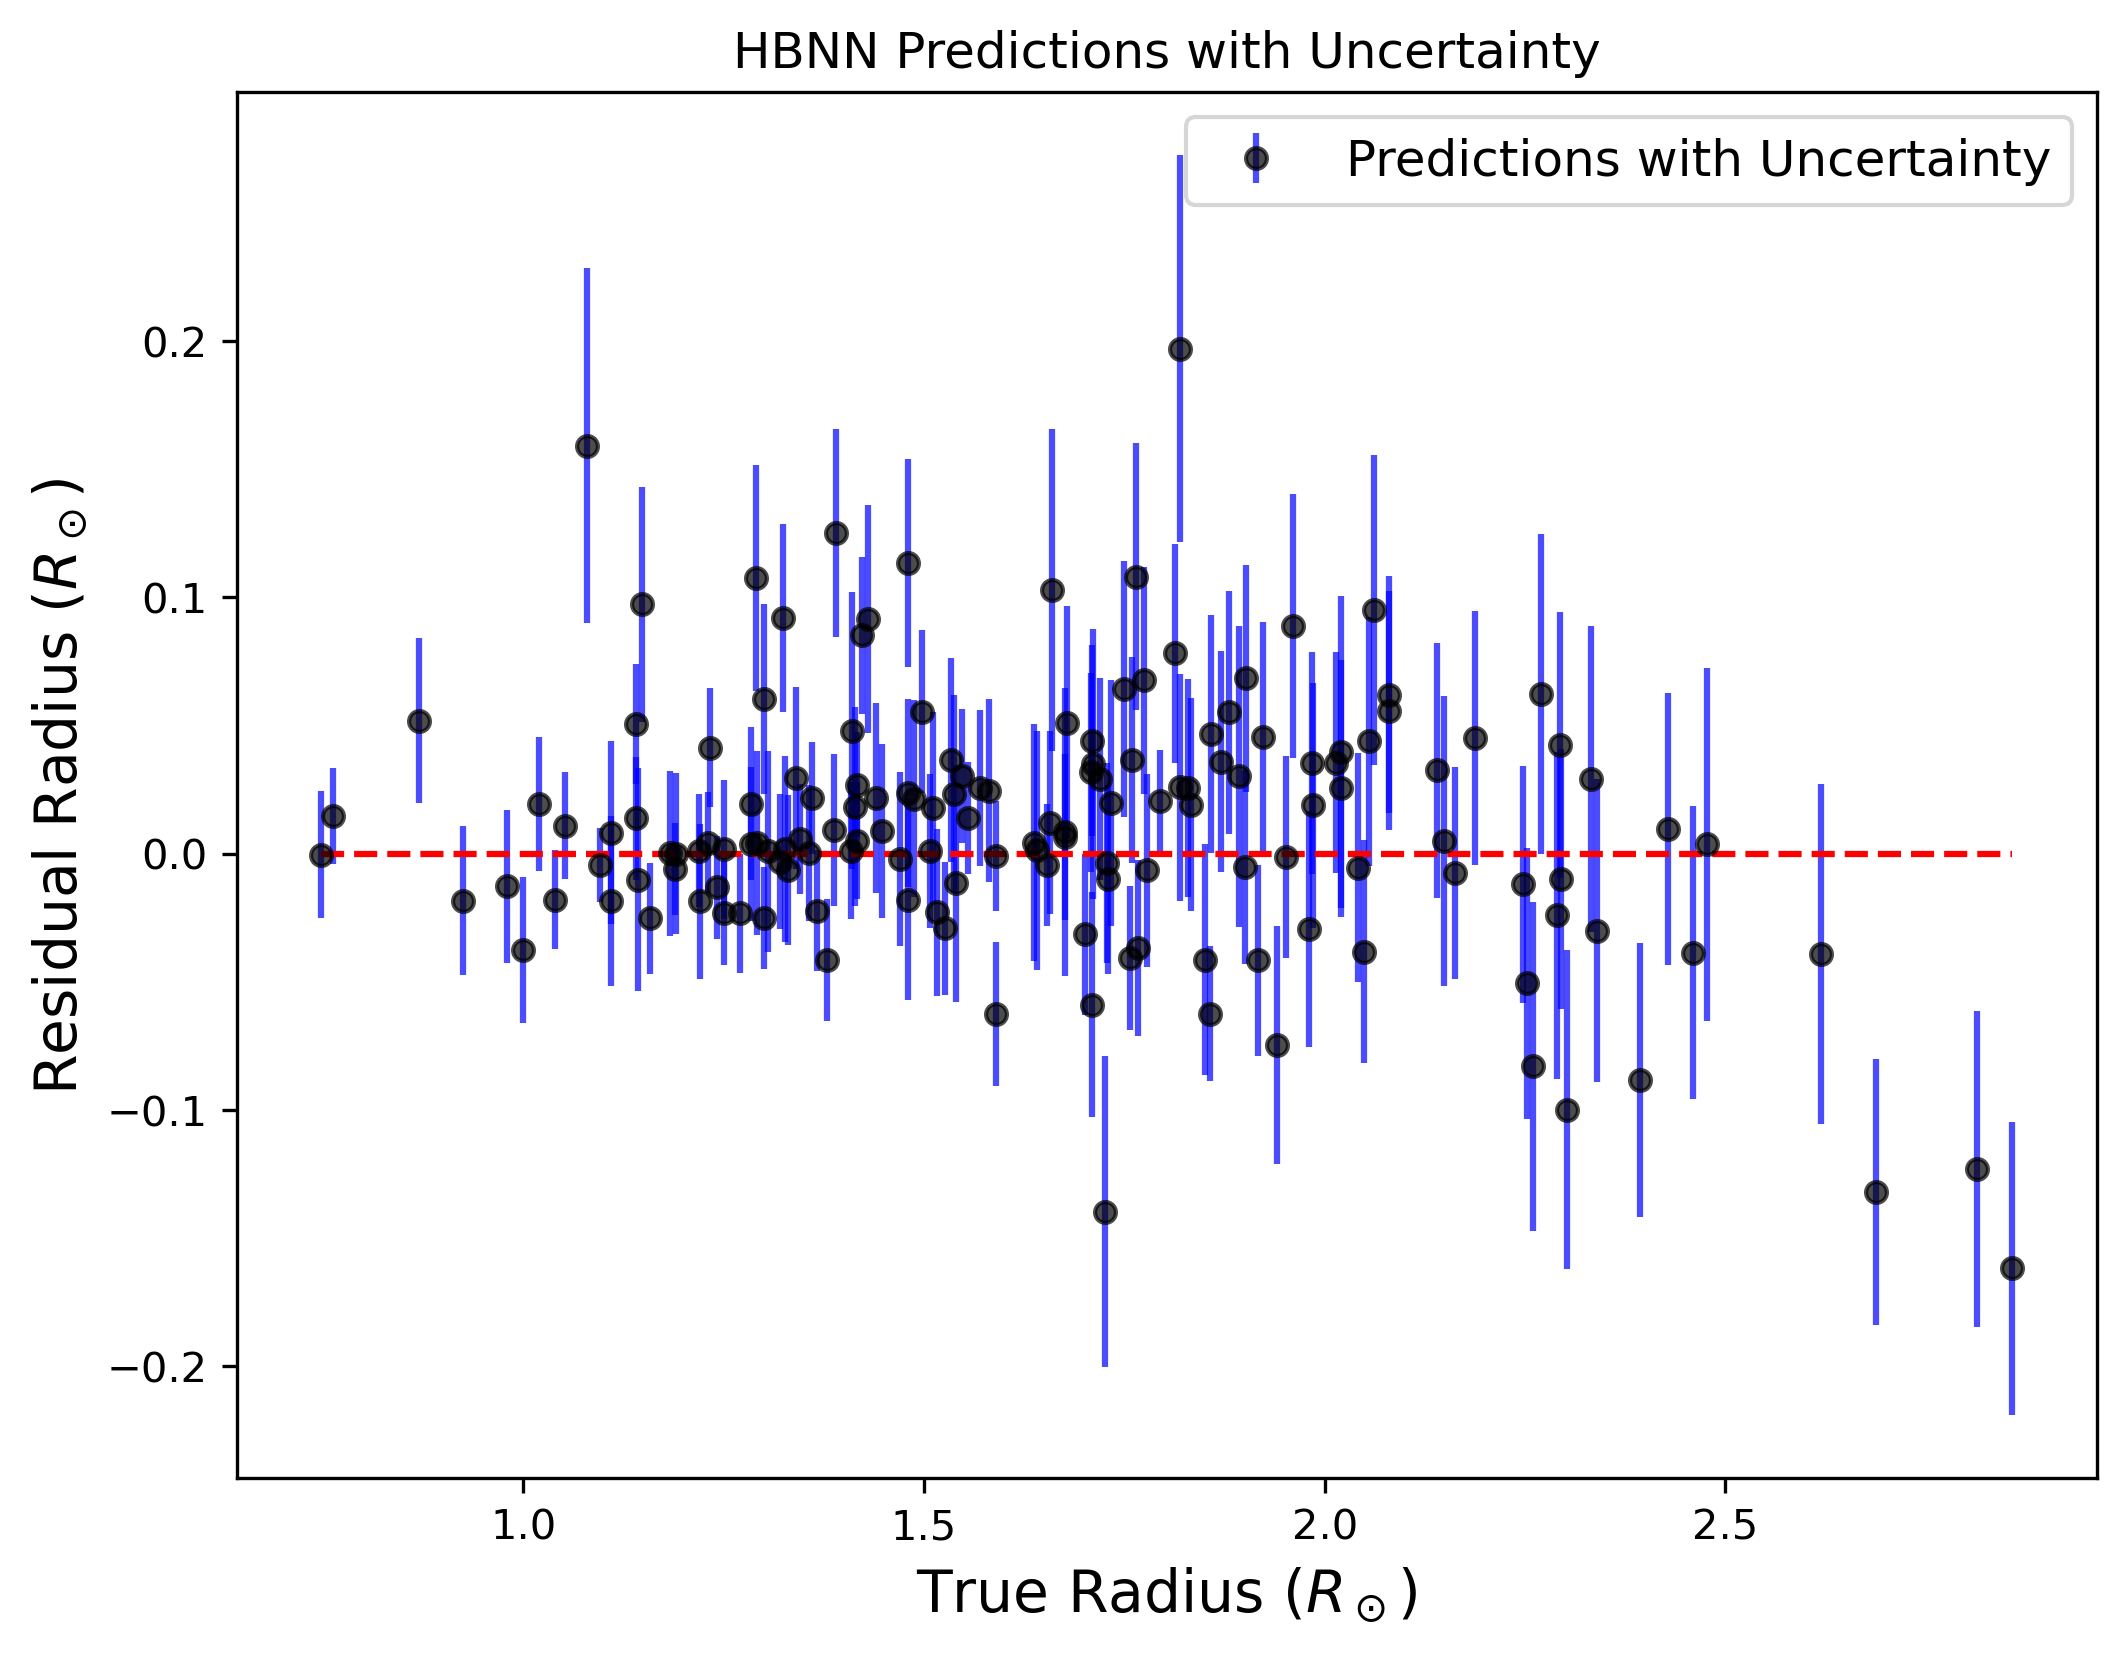 HBNN Predictions with Uncertainty
Predictions with Uncertainty
Residual Radius (R⊙)
0.2
0.1
0.0
−0.1
−0.2
1.0 1.5 2.0 2.5
True Radius (R⊙)